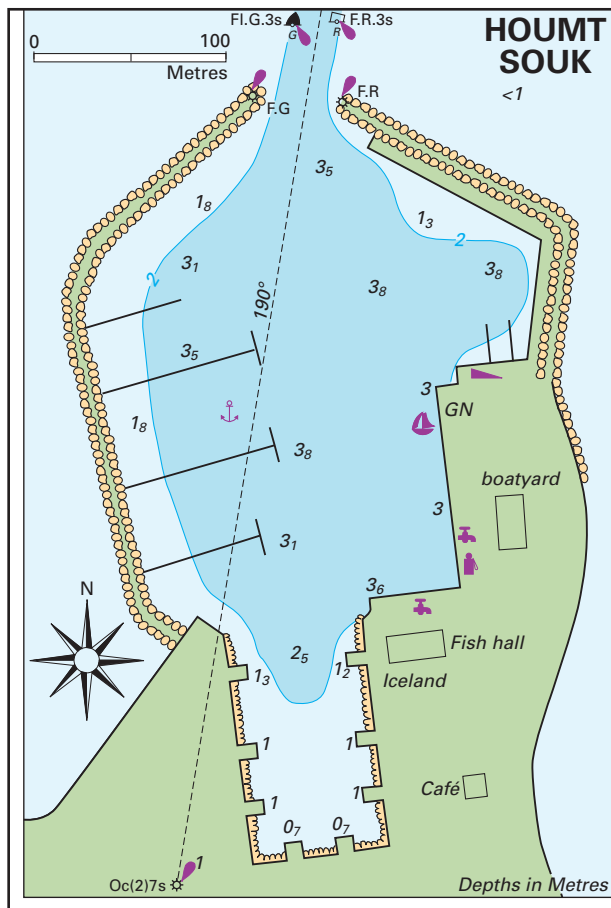 Fl.G.3s
F.R.3s
G
R
HOUMT
SOUK
<1
0 100
Metres
F.G
F.R
3₅
1₈
1₃
2
3₁
3₈
2
3₈
190°
3₅
3
GN
1₈
3₈
boatyard
3
3₁
3₆
N
Fish hall
2₅
1₃
1₂
Iceland
1
1
Café
1
1
0₇
0₇
1
Oc(2)7s
Depths in Metres